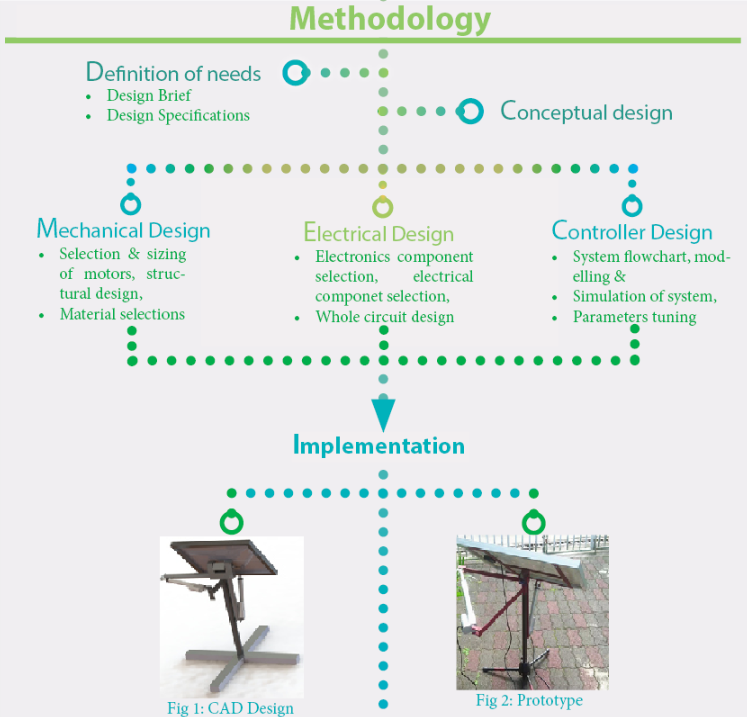 Methodology
Definition of needs
• Design Brief
• Design Specifications
Conceptual design
Mechanical Design
• Selection & sizing
of motors, struc-
tural design,
• Material selections
Electrical Design
• Electronics component
selection, electrical
componet selection,
• Whole circuit design
Controller Design
• System flowchart, mod-
elling &
• Simulation of system,
• Parameters tuning
Implementation
Fig 1: CAD Design
Fig 2: Prototype